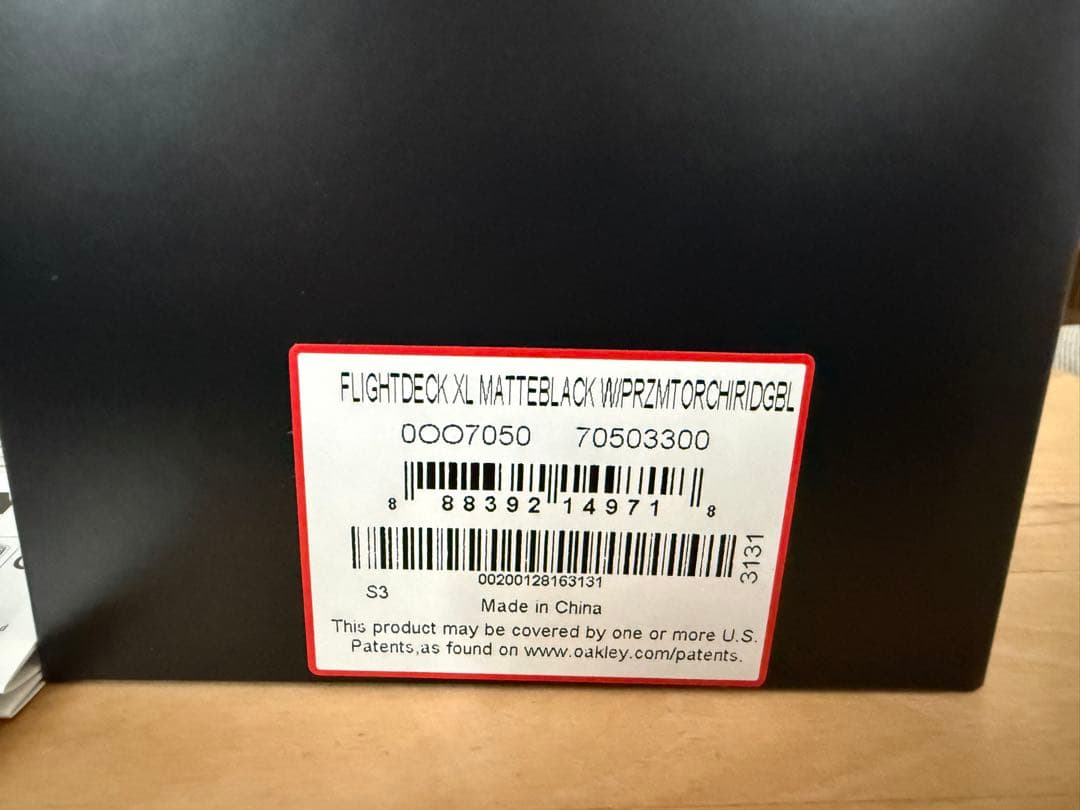 FLIGHTDECK XL MATTEBLACK W/PRZMTORCHIRIDGBL
0OO7050 70503300
8 88392 14971 8
3131
00200128163131
S3
Made in China
This product may be covered by one or more U.S.
Patents,as found on www.oakley.com/patents.